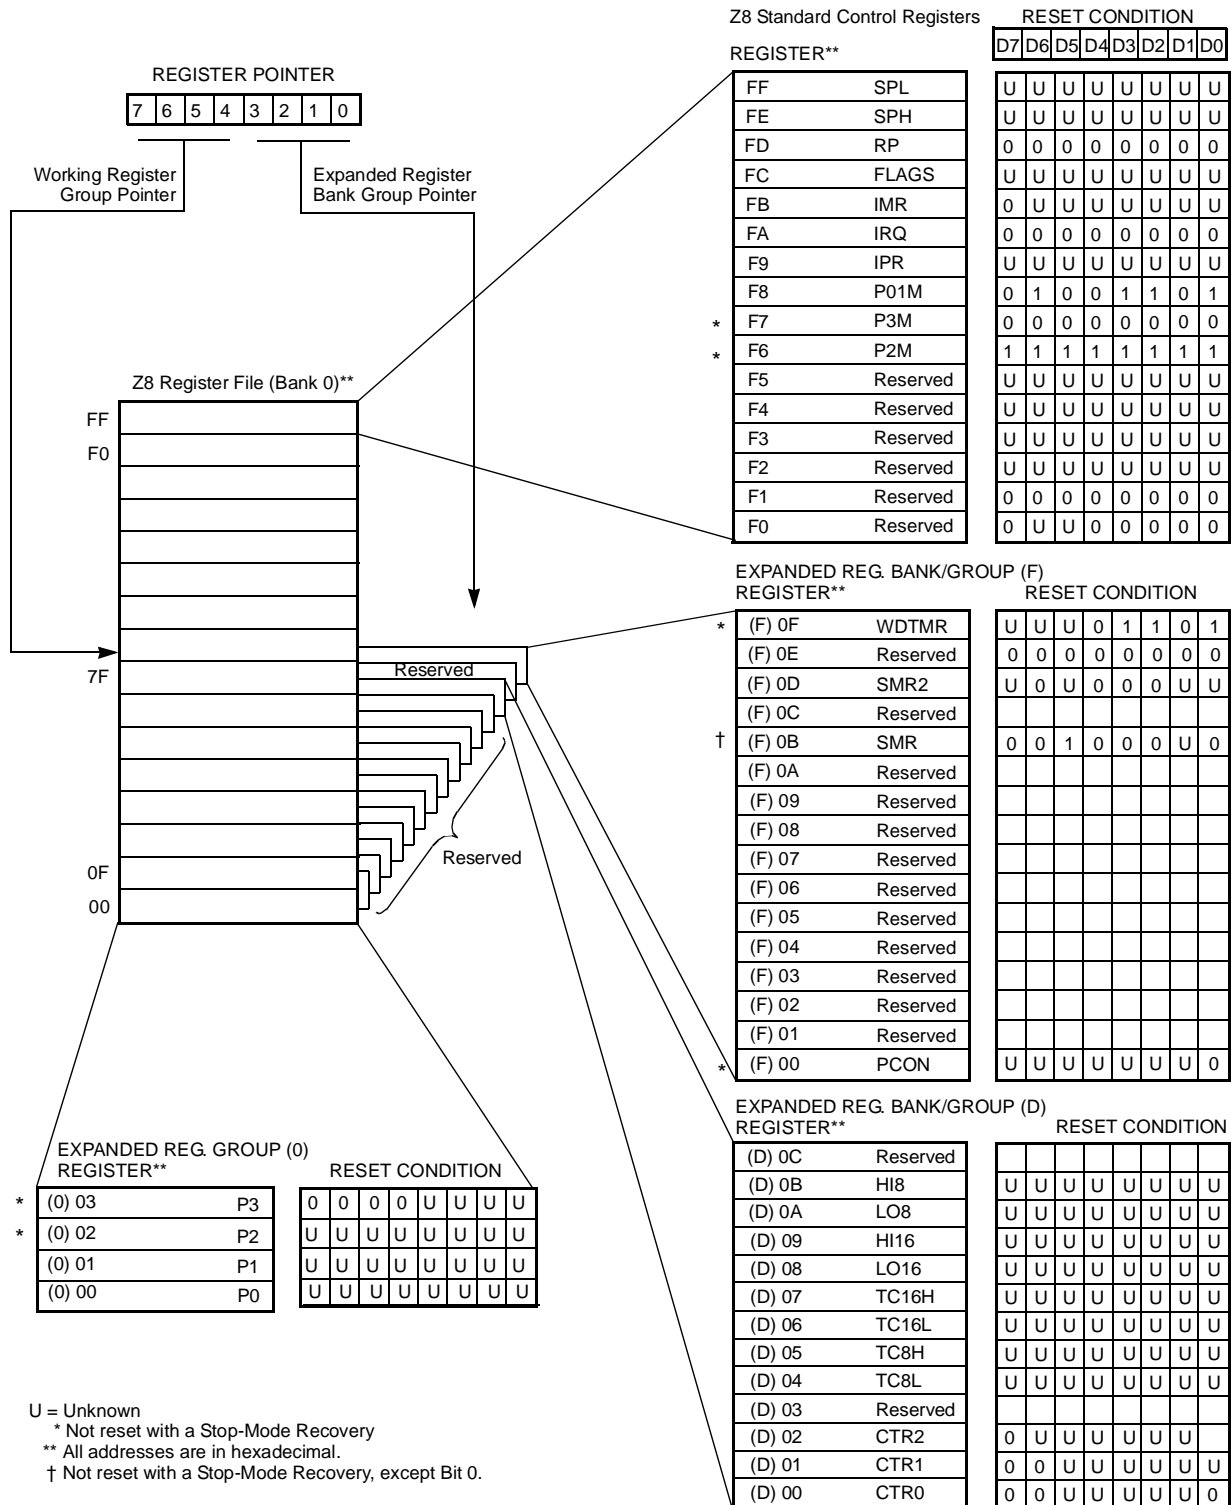 REGISTER POINTER
7 6 5 4 3 2 1 0
Working Register
Group Pointer
Expanded Register
Bank Group Pointer
Z8 Register File (Bank 0)**
FF
F0
7F
0F
00
Reserved
Reserved
Z8 Standard Control Registers RESET CONDITION
REGISTER** D7 D6 D5 D4 D3 D2 D1 D0
FF SPL U U U U U U U U
FE SPH U U U U U U U U
FD RP 0 0 0 0 0 0 0 0
FC FLAGS U U U U U U U U
FB IMR 0 U U U U U U U
FA IRQ 0 0 0 0 0 0 0 0
F9 IPR U U U U U U U U
F8 P01M 0 1 0 0 1 1 0 1
* F7 P3M 0 0 0 0 0 0 0 0
* F6 P2M 1 1 1 1 1 1 1 1
F5 Reserved U U U U U U U U
F4 Reserved U U U U U U U U
F3 Reserved U U U U U U U U
F2 Reserved U U U U U U U U
F1 Reserved 0 0 0 0 0 0 0 0
F0 Reserved 0 U U 0 0 0 0 0
EXPANDED REG. BANK/GROUP (F)
REGISTER** RESET CONDITION
* (F) 0F WDTMR U U U 0 1 1 0 1
(F) 0E Reserved 0 0 0 0 0 0 0 0
(F) 0D SMR2 U 0 U 0 0 0 U U
(F) 0C Reserved
† (F) 0B SMR 0 0 1 0 0 0 U 0
(F) 0A Reserved
(F) 09 Reserved
(F) 08 Reserved
(F) 07 Reserved
(F) 06 Reserved
(F) 05 Reserved
(F) 04 Reserved
(F) 03 Reserved
(F) 02 Reserved
(F) 01 Reserved
* (F) 00 PCON U U U U U U U 0
EXPANDED REG. BANK/GROUP (D)
REGISTER** RESET CONDITION
(D) 0C Reserved
(D) 0B HI8 U U U U U U U U
(D) 0A LO8 U U U U U U U U
(D) 09 HI16 U U U U U U U U
(D) 08 LO16 U U U U U U U U
(D) 07 TC16H U U U U U U U U
(D) 06 TC16L U U U U U U U U
(D) 05 TC8H U U U U U U U U
(D) 04 TC8L U U U U U U U U
(D) 03 Reserved
(D) 02 CTR2 0 U U U U U U
(D) 01 CTR1 0 0 U U U U U U
(D) 00 CTR0 0 0 U U U U U 0
EXPANDED REG. GROUP (0)
REGISTER** RESET CONDITION
* (0) 03 P3 0 0 0 0 U U U U
* (0) 02 P2 U U U U U U U U
(0) 01 P1 U U U U U U U U
(0) 00 P0 U U U U U U U U
U = Unknown
* Not reset with a Stop-Mode Recovery
** All addresses are in hexadecimal.
† Not reset with a Stop-Mode Recovery, except Bit 0.